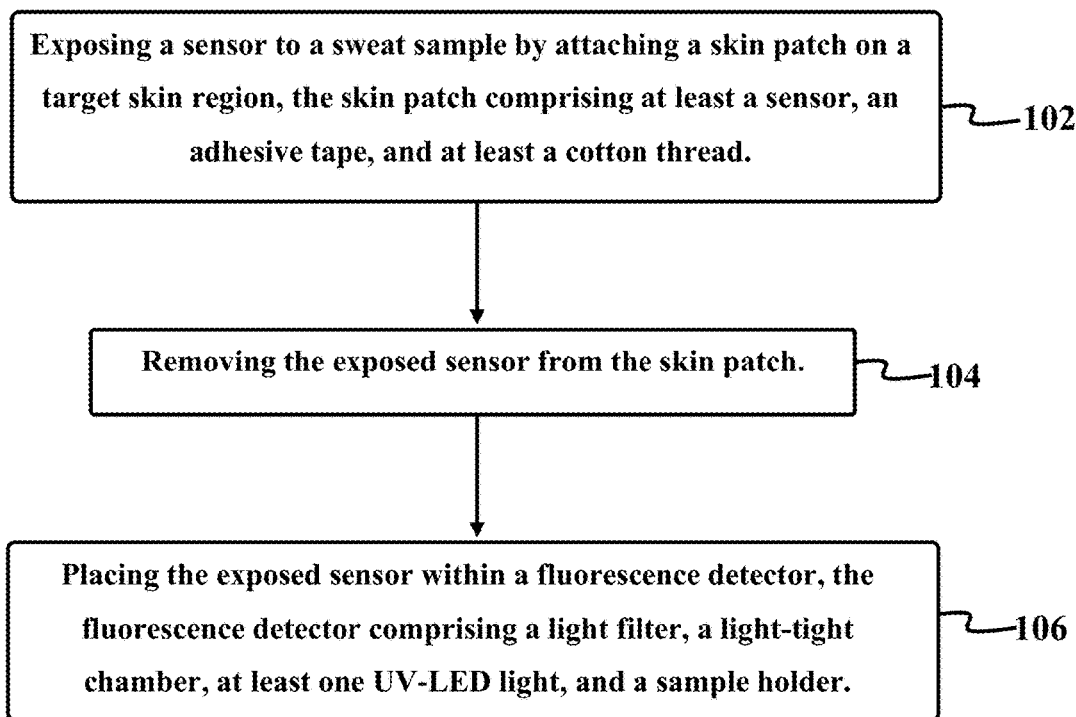 Exposing a sensor to a sweat sample by attaching a skin patch on a
target skin region, the skin patch comprising at least a sensor, an
adhesive tape, and at least a cotton thread.
102
Removing the exposed sensor from the skin patch.
104
Placing the exposed sensor within a fluorescence detector, the
fluorescence detector comprising a light filter, a light-tight
chamber, at least one UV-LED light, and a sample holder.
106